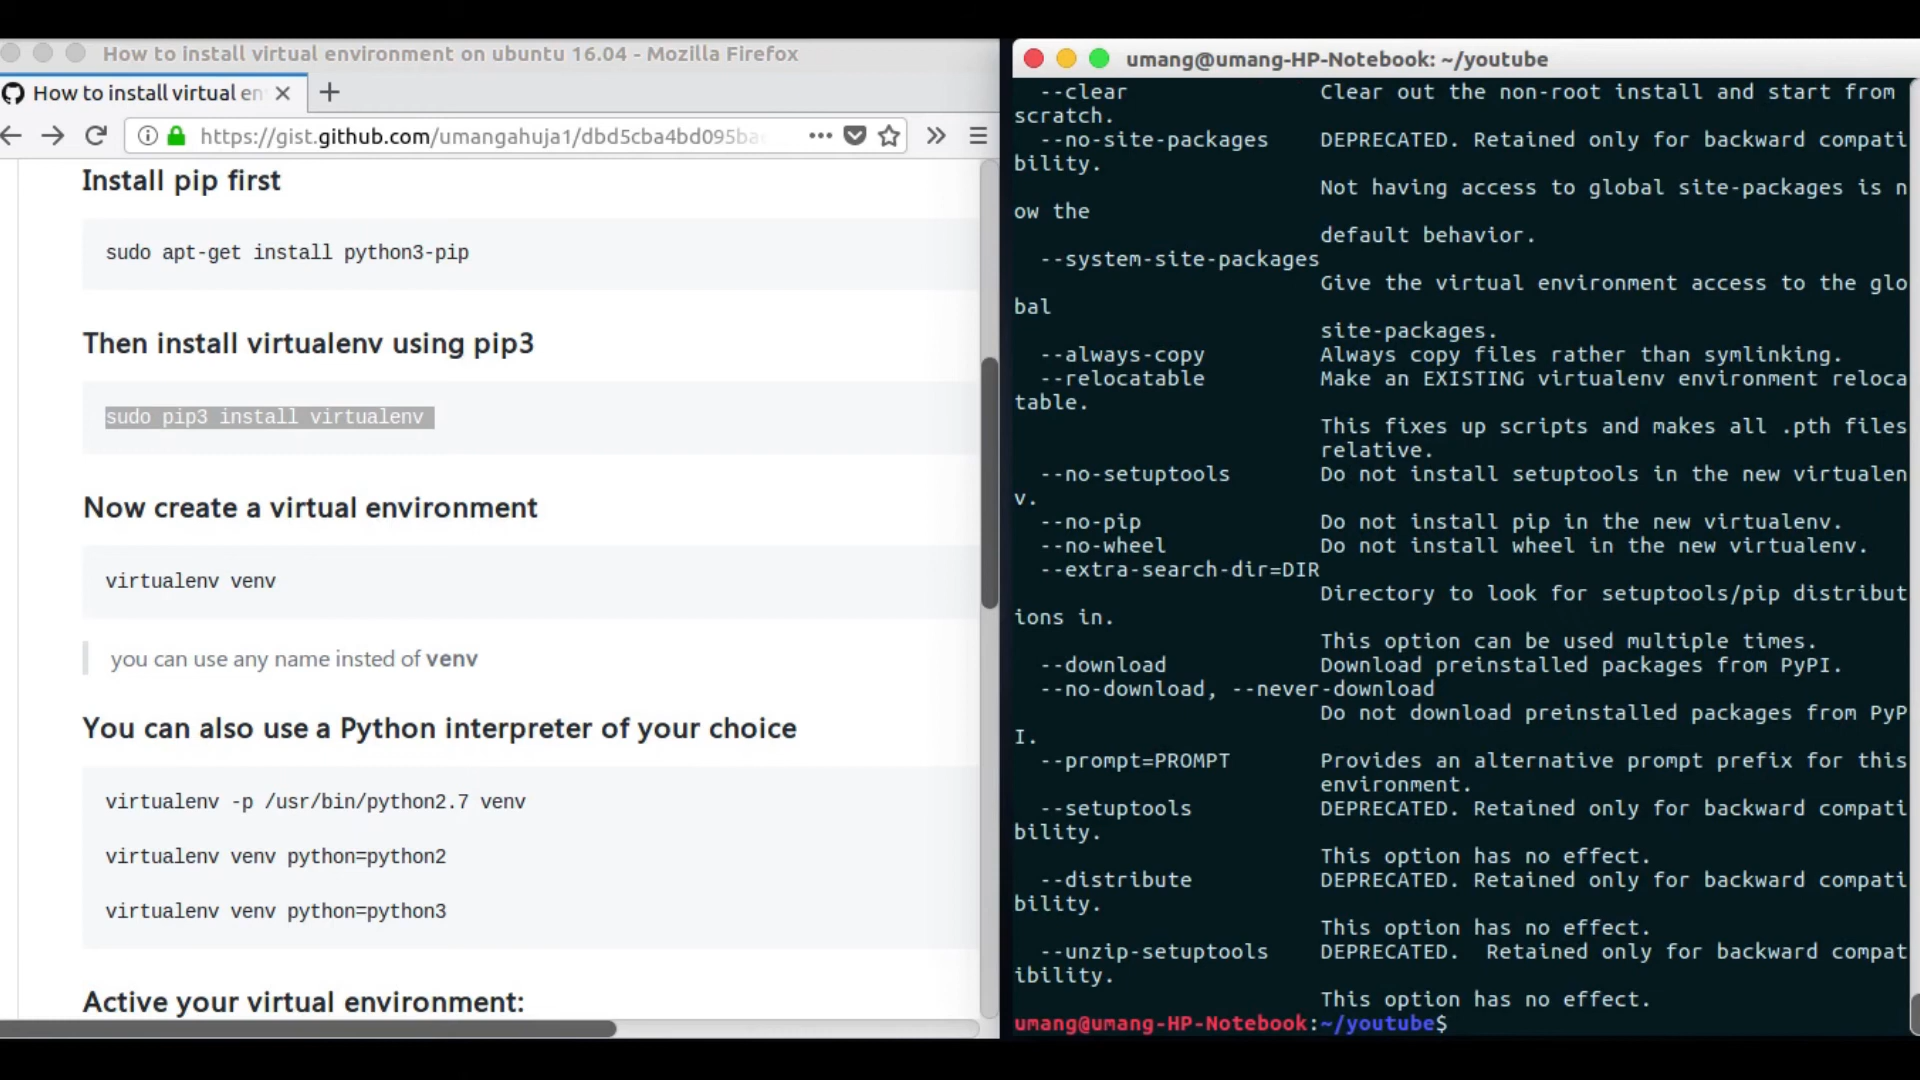 How to install virtual environment on ubuntu 16.04 - Mozilla Firefox
How to install virtual en
https://gist.github.com/umangahuja1/dbd5cba4bd095ba
Install pip first
sudo apt-get install python3-pip
Then install virtualenv using pip3
sudo pip3 install virtualenv
Now create a virtual environment
virtualenv venv
you can use any name insted of venv
You can also use a Python interpreter of your choice
virtualenv -p /usr/bin/python2.7 venv
virtualenv venv python=python2
virtualenv venv python=python3
Active your virtual environment:
umang@umang-HP-Notebook: ~/youtube
--clear Clear out the non-root install and start from
scratch.
--no-site-packages DEPRECATED. Retained only for backward compati
bility.
Not having access to global site-packages is n
ow the
default behavior.
--system-site-packages
Give the virtual environment access to the glo
bal
site-packages.
--always-copy Always copy files rather than symlinking.
--relocatable Make an EXISTING virtualenv environment reloca
table.
This fixes up scripts and makes all .pth files
relative.
--no-setuptools Do not install setuptools in the new virtualen
v.
--no-pip Do not install pip in the new virtualenv.
--no-wheel Do not install wheel in the new virtualenv.
--extra-search-dir=DIR
Directory to look for setuptools/pip distribut
ions in.
This option can be used multiple times.
--download Download preinstalled packages from PyPI.
--no-download, --never-download
Do not download preinstalled packages from PyP
I.
--prompt=PROMPT Provides an alternative prompt prefix for this
environment.
--setuptools DEPRECATED. Retained only for backward compati
bility.
This option has no effect.
--distribute DEPRECATED. Retained only for backward compati
bility.
This option has no effect.
--unzip-setuptools DEPRECATED. Retained only for backward compat
ibility.
This option has no effect.
umang@umang-HP-Notebook:~/youtube$